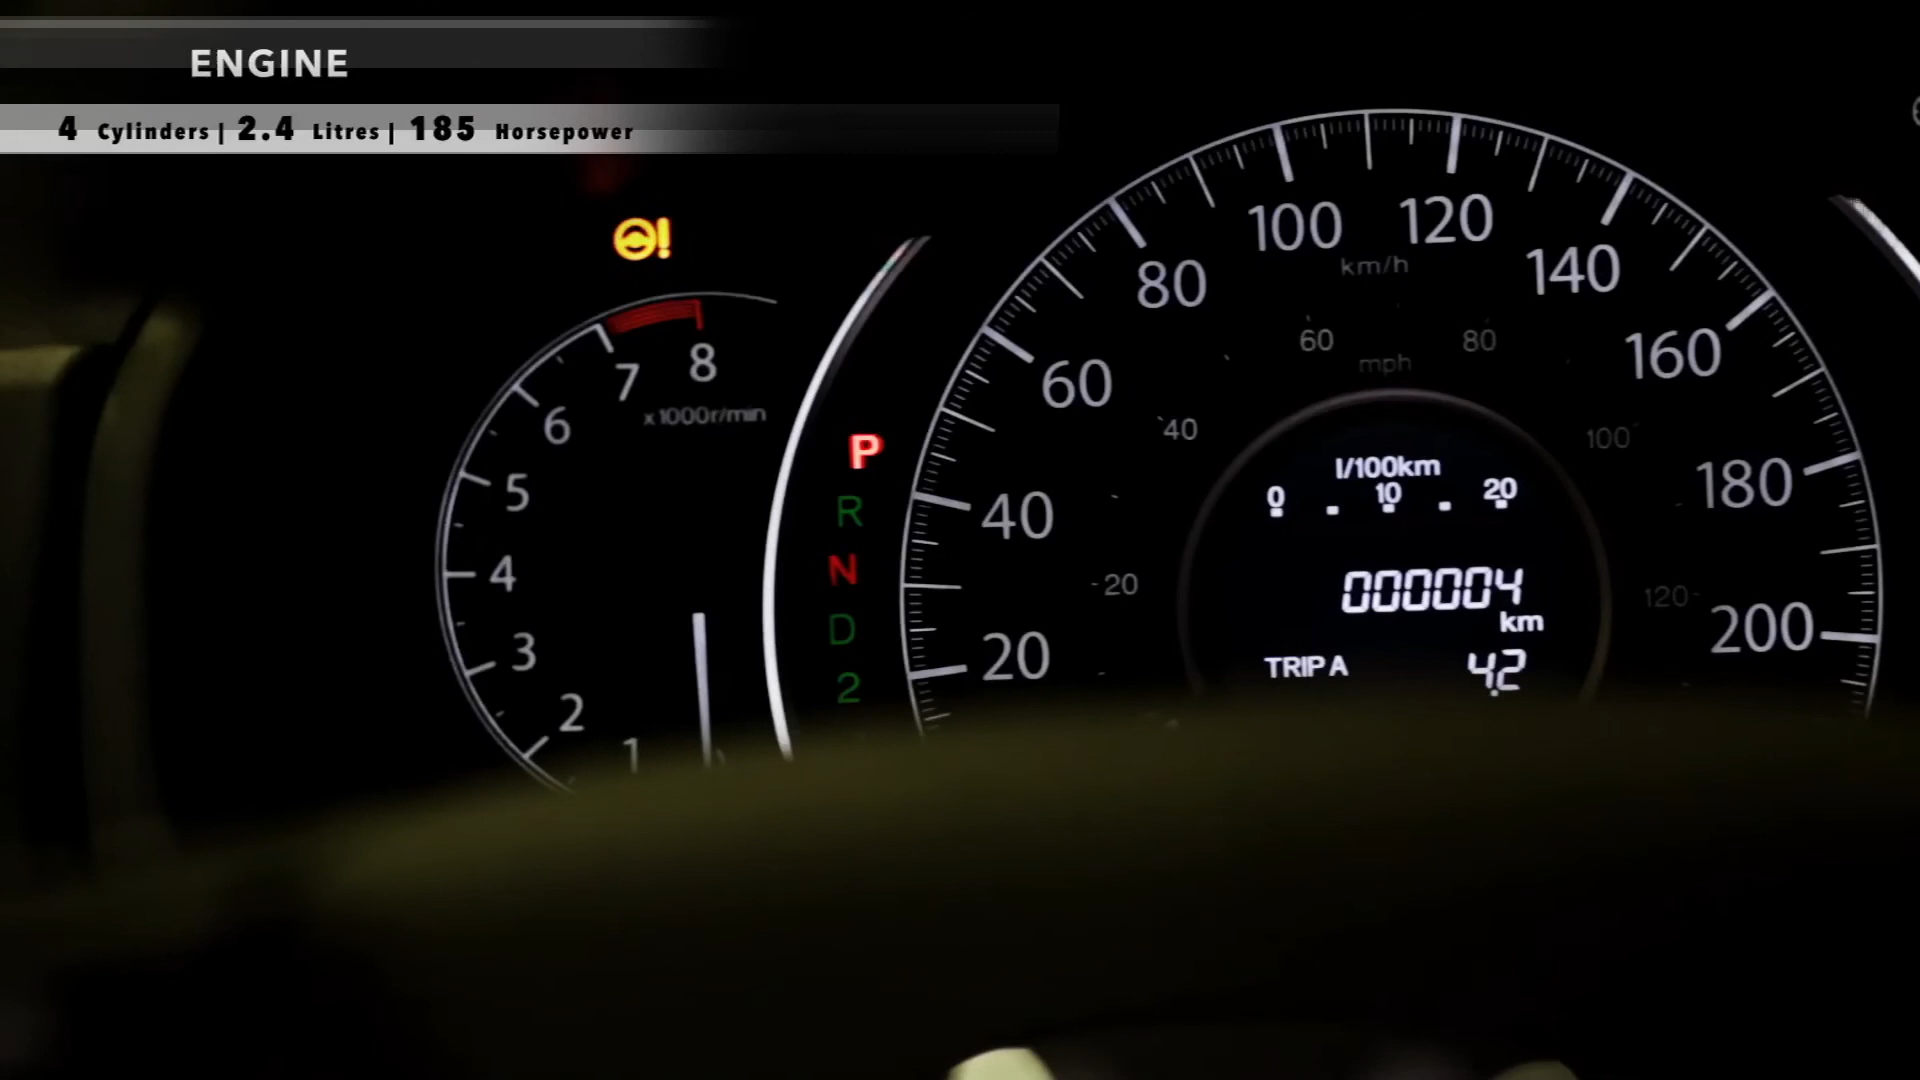 ENGINE
4 Cylinders | 2.4 Litres | 185 Horsepower
!
8
7
x1000r/min
6
5
4
3
2
1
P
R
N
D
2
100
120
km/h
80
140
60
160
40
180
20
200
60
80
mph
40
100
20
120
l/100km
0 . 10 . 20
000004
km
TRIP A 4.2